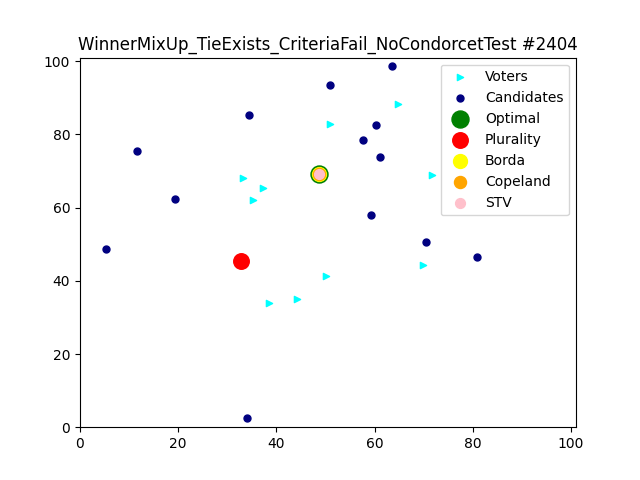 WinnerMixUp_TieExists_CriteriaFail_NoCondorcetTest #2404
100
80
60
40
20
0
0 20 40 60 80 100
Voters
Candidates
Optimal
Plurality
Borda
Copeland
STV